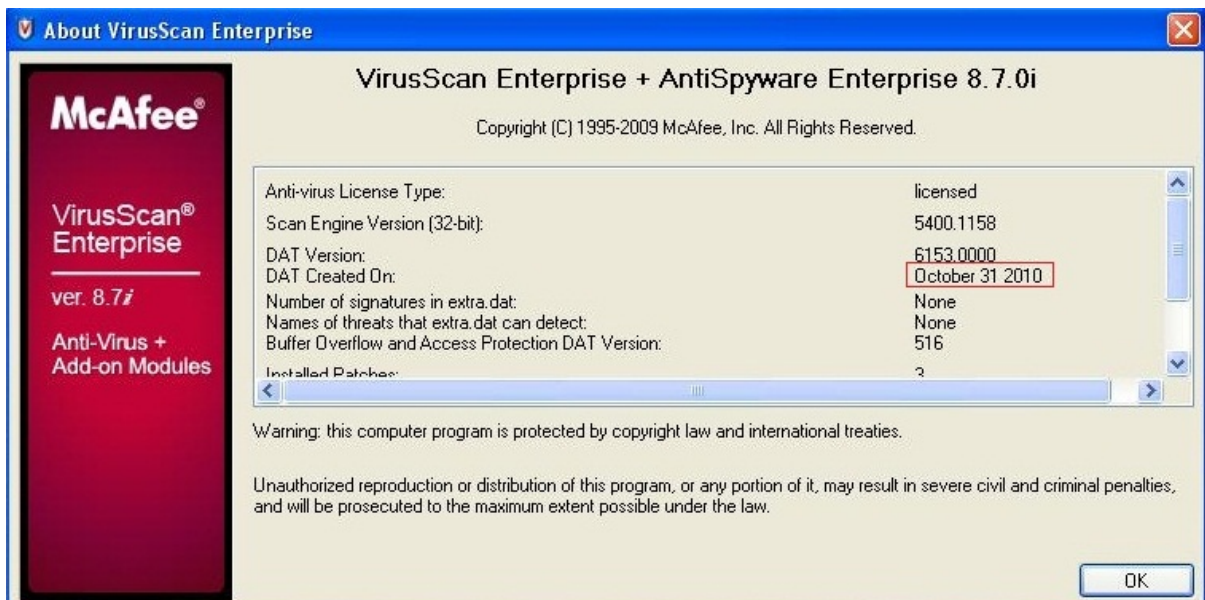 About VirusScan Enterprise
McAfee®
VirusScan®
Enterprise
ver. 8.7i
Anti-Virus +
Add-on Modules
VirusScan Enterprise + AntiSpyware Enterprise 8.7.0i
Copyright (C) 1995-2009 McAfee, Inc. All Rights Reserved.
Anti-virus License Type: licensed
Scan Engine Version (32-bit): 5400.1158
DAT Version: 6153.0000
DAT Created On: October 31 2010
Number of signatures in extra.dat: None
Names of threats that extra.dat can detect: None
Buffer Overflow and Access Protection DAT Version: 516
Installed Patches: 3
Warning: this computer program is protected by copyright law and international treaties.
Unauthorized reproduction or distribution of this program, or any portion of it, may result in severe civil and criminal penalties,
and will be prosecuted to the maximum extent possible under the law.
OK